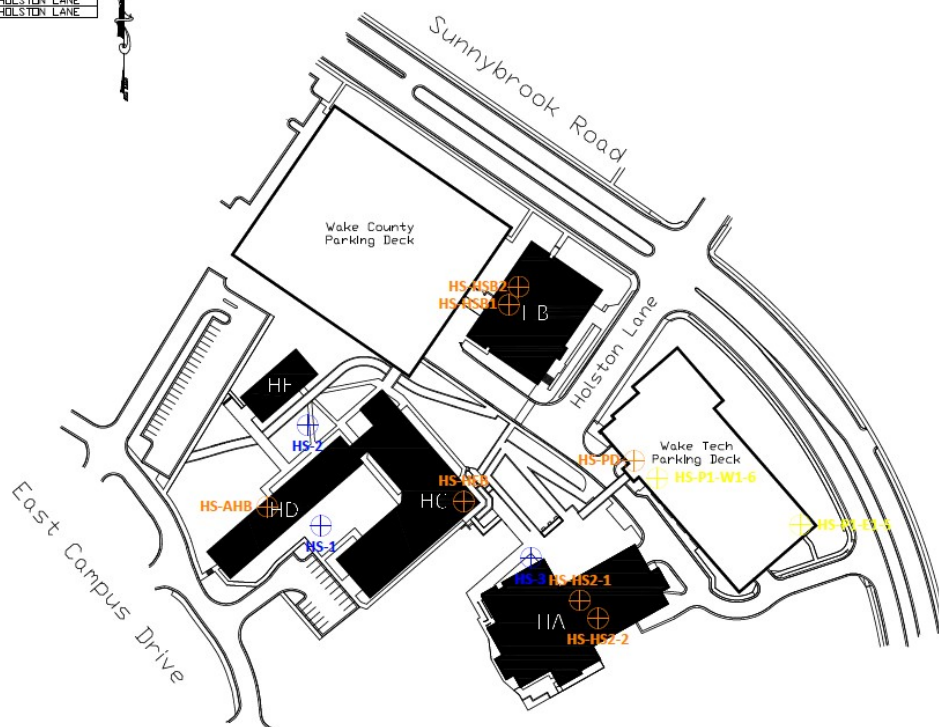 HOLSTON LANE
HOLSTON LANE
Sunnybrook Road
Wake County
Parking Deck
HS-HSB2
HS-HSB1
Holston Lane
HF
HS-2
Wake Tech
Parking Deck
HS-PD
HS-P1-W1-6
HS-AHB
HD
HC
HS-1
HS-3
HS-HS2-1
HA
HS-HS2-2
East Campus Drive